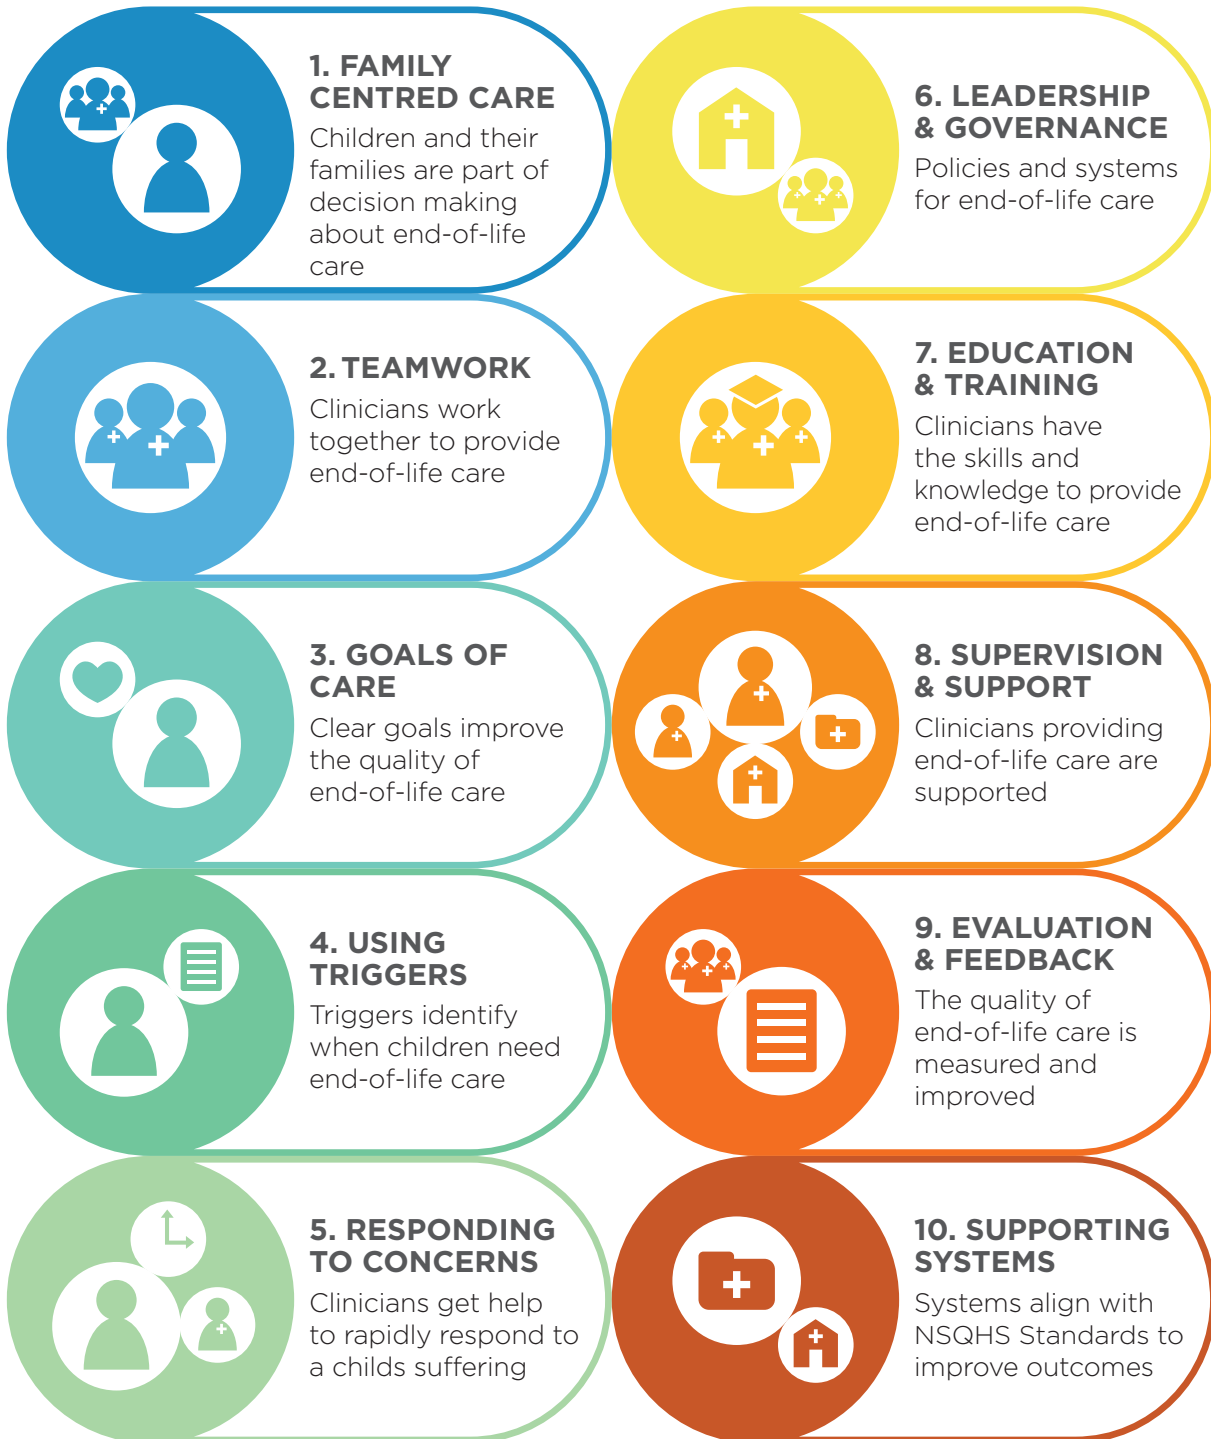 1. FAMILY
CENTRED CARE
Children and their
families are part of
decision making
about end-of-life
care
2. TEAMWORK
Clinicians work
together to provide
end-of-life care
3. GOALS OF
CARE
Clear goals improve
the quality of
end-of-life care
4. USING
TRIGGERS
Triggers identify
when children need
end-of-life care
5. RESPONDING
TO CONCERNS
Clinicians get help
to rapidly respond to
a childs suffering
6. LEADERSHIP
& GOVERNANCE
Policies and systems
for end-of-life care
7. EDUCATION
& TRAINING
Clinicians have
the skills and
knowledge to provide
end-of-life care
8. SUPERVISION
& SUPPORT
Clinicians providing
end-of-life care are
supported
9. EVALUATION
& FEEDBACK
The quality of
end-of-life care is
measured and
improved
10. SUPPORTING
SYSTEMS
Systems align with
NSQHS Standards to
improve outcomes